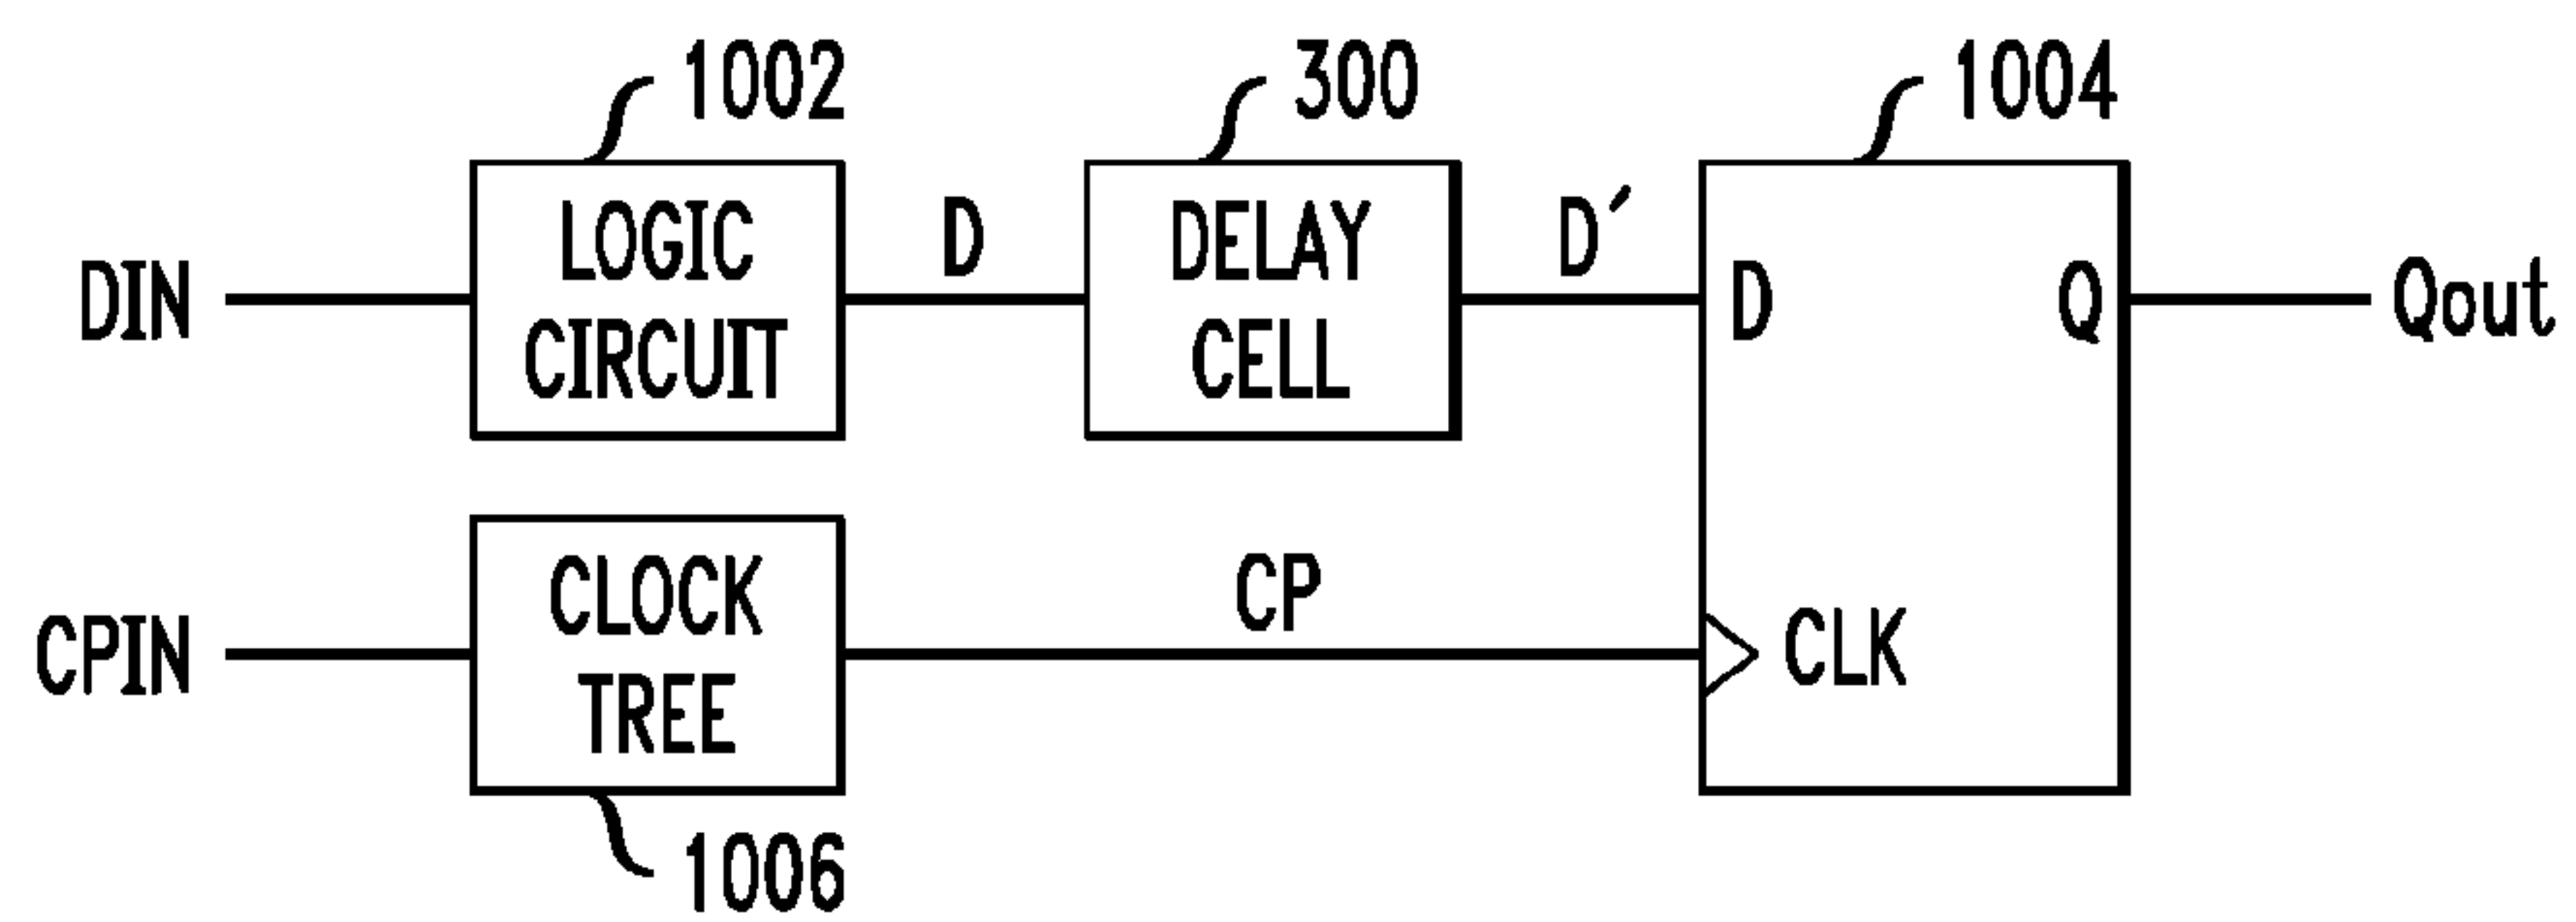 1002
300
1004
DIN
LOGIC
CIRCUIT
D
DELAY
CELL
D′
D
Q
Qout
CPIN
CLOCK
TREE
CP
CLK
1006